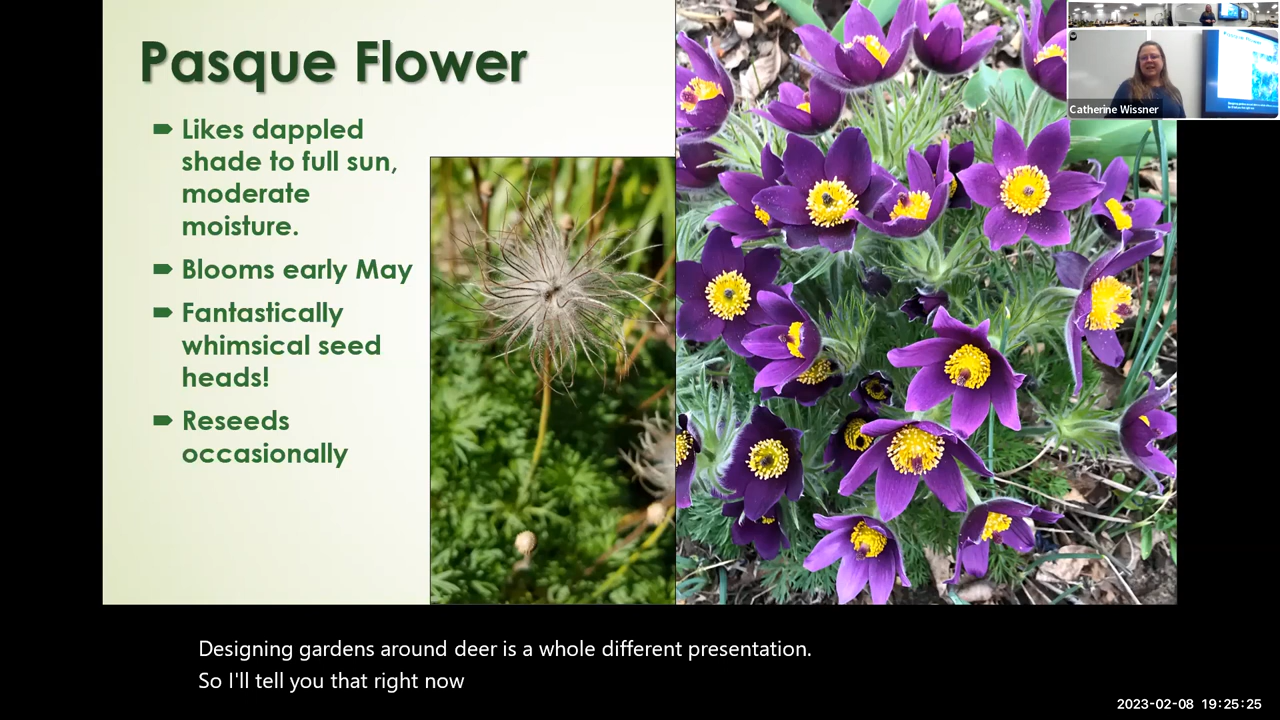 Pasque Flower
Likes dappled
shade to full sun,
moderate
moisture.
Blooms early May
Fantastically
whimsical seed
heads!
Reseeds
occasionally
Catherine Wissner
Designing gardens around deer is a whole different presentation.
So I'll tell you that right now
2023-02-08 19:25:25